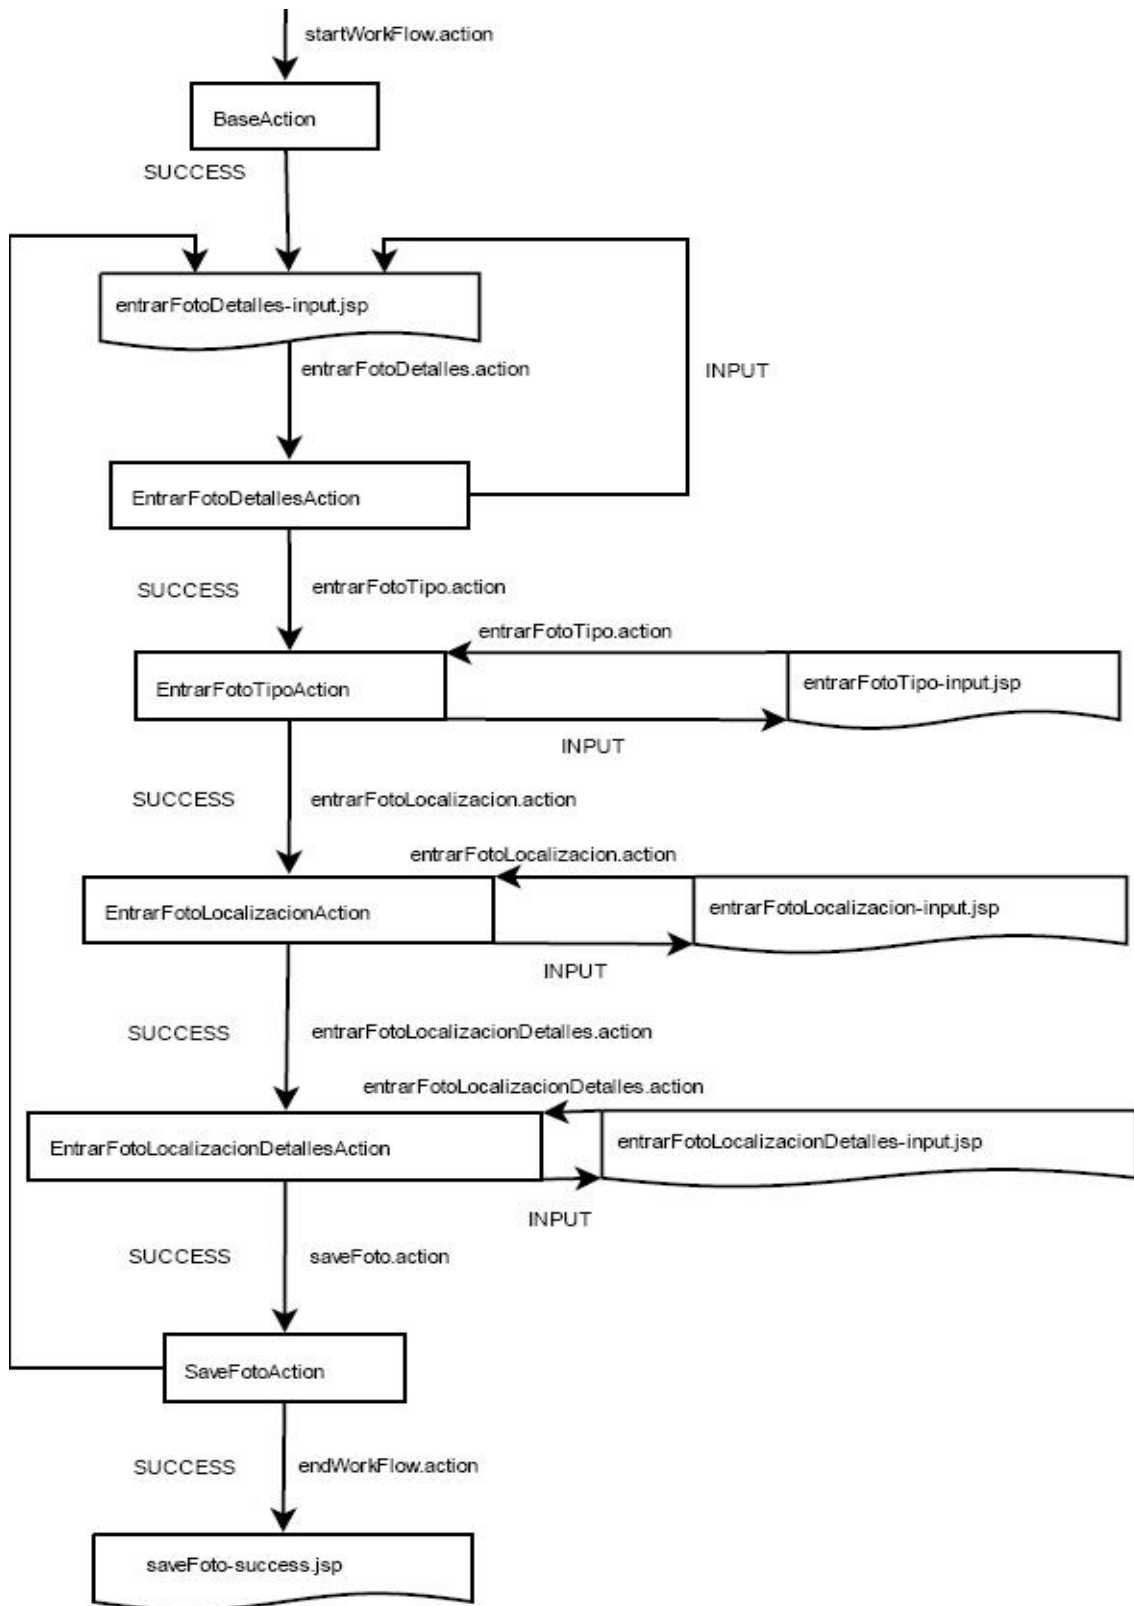 startWorkFlow.action
BaseAction
SUCCESS
entrarFotoDetalles-input.jsp
entrarFotoDetalles.action
INPUT
EntrarFotoDetallesAction
SUCCESS
entrarFotoTipo.action
entrarFotoTipo.action
EntrarFotoTipoAction
entrarFotoTipo-input.jsp
INPUT
SUCCESS
entrarFotoLocalizacion.action
entrarFotoLocalizacion.action
EntrarFotoLocalizacionAction
entrarFotoLocalizacion-input.jsp
INPUT
SUCCESS
entrarFotoLocalizacionDetalles.action
entrarFotoLocalizacionDetalles.action
EntrarFotoLocalizacionDetallesAction
entrarFotoLocalizacionDetalles-input.jsp
INPUT
SUCCESS
saveFoto.action
SaveFotoAction
SUCCESS
endWorkFlow.action
saveFoto-success.jsp